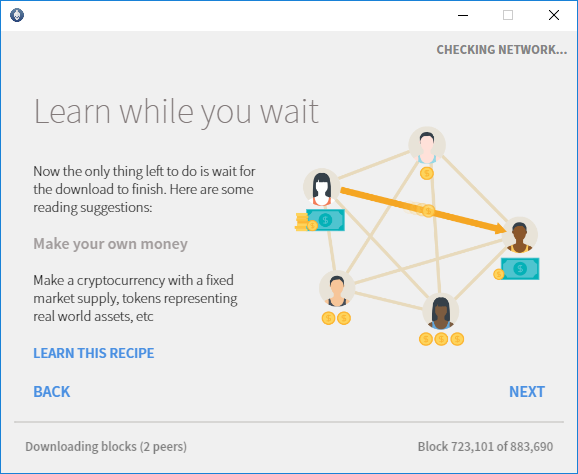 CHECKING NETWORK...
Learn while you wait
Now the only thing left to do is wait for
the download to finish. Here are some
reading suggestions:
Make your own money
Make a cryptocurrency with a fixed
market supply, tokens representing
real world assets, etc
LEARN THIS RECIPE
BACK
NEXT
Downloading blocks (2 peers)
Block 723,101 of 883,690